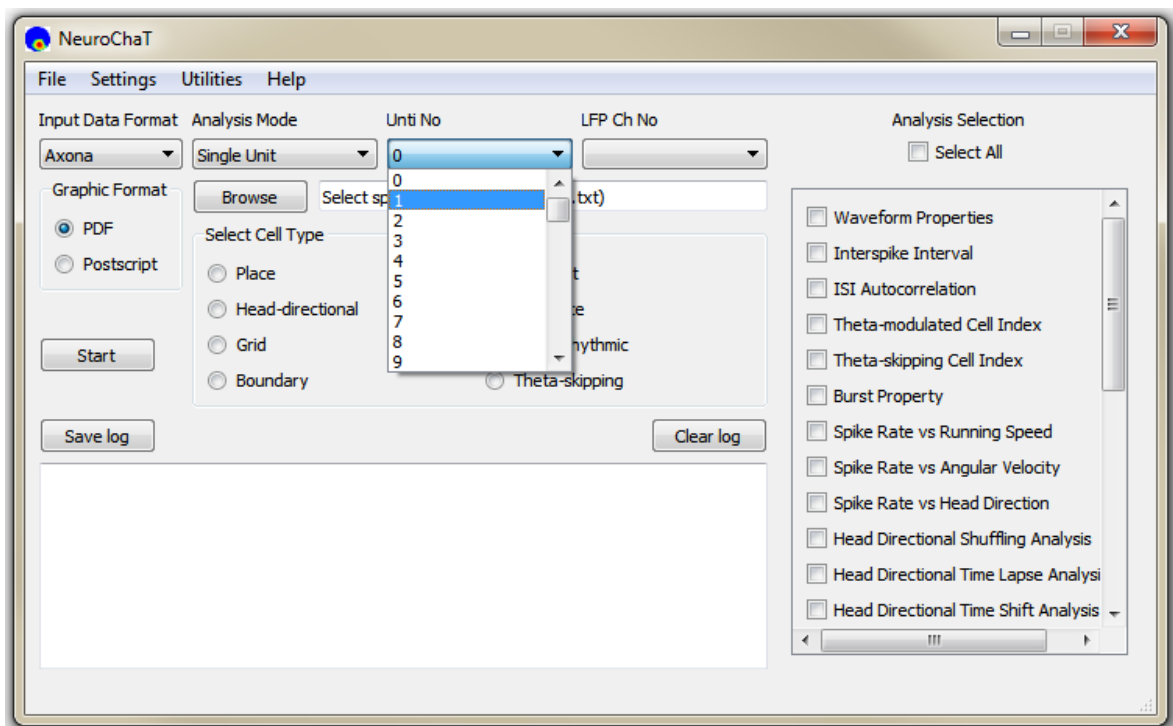 NeuroChaT
File Settings Utilities Help
Input Data Format Analysis Mode Unti No LFP Ch No Analysis Selection
Axona Single Unit 0 Select All
Graphic Format
Browse Select sp .txt)
PDF
Postscript
Select Cell Type
Place
Head-directional
Grid hythmic
Boundary Theta-skipping
0
1
2
3
4
5
6
7
8
9
Start
Save log Clear log
Waveform Properties
Interspike Interval
ISI Autocorrelation
Theta-modulated Cell Index
Theta-skipping Cell Index
Burst Property
Spike Rate vs Running Speed
Spike Rate vs Angular Velocity
Spike Rate vs Head Direction
Head Directional Shuffling Analysis
Head Directional Time Lapse Analysi
Head Directional Time Shift Analysis